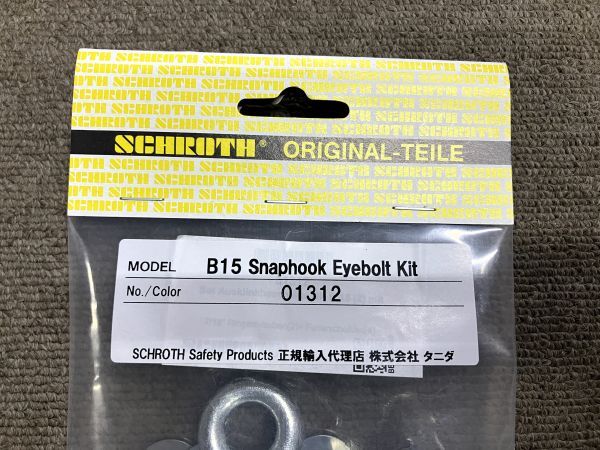 SCHROTH® ORIGINAL-TEILE
MODEL B15 Snaphook Eyebolt Kit
No./Color 01312
SCHROTH Safety Products 正規輸入代理店 株式会社 タニダ